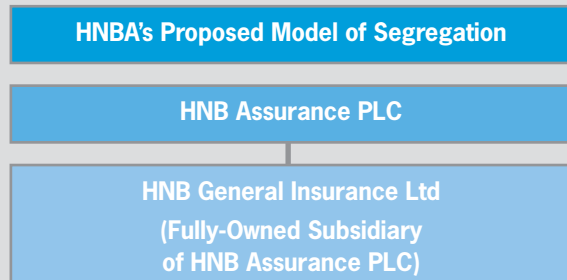 HNBA's Proposed Model of Segregation
HNB Assurance PLC
HNB General Insurance Ltd
(Fully-Owned Subsidiary
of HNB Assurance PLC)